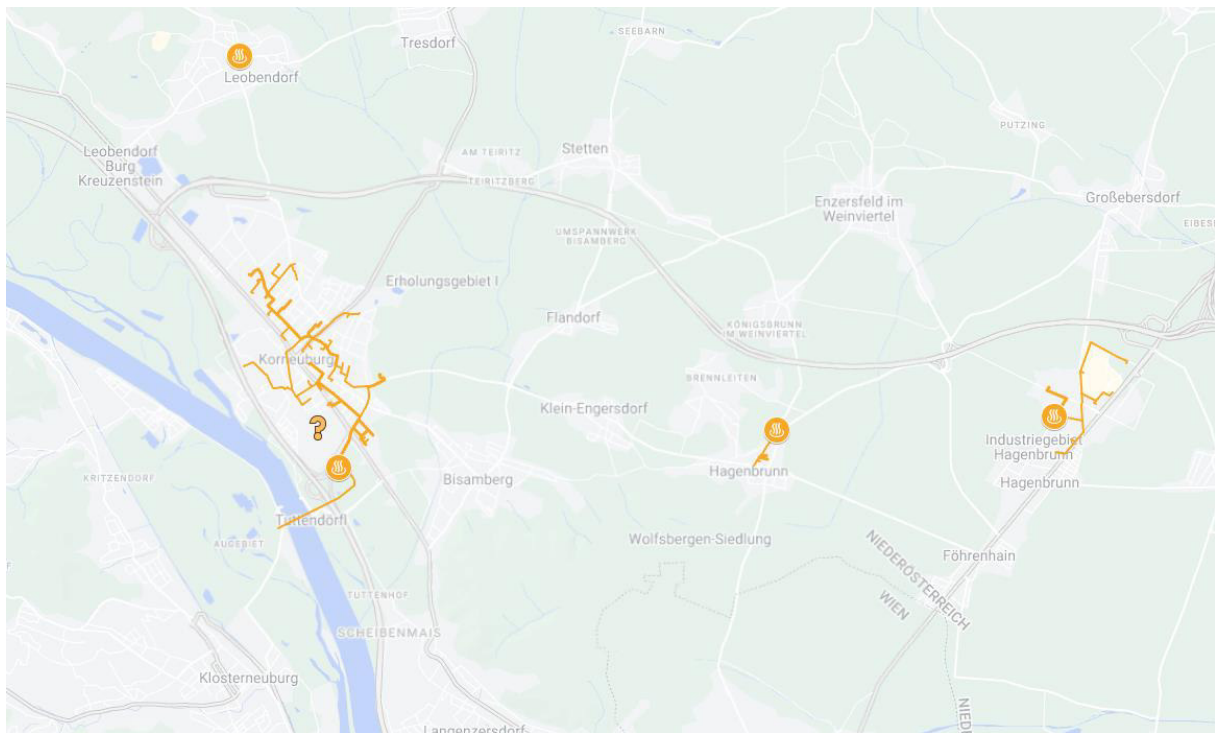 SEEBARN
Tresdorf
Leobendorf
PUTZING
Leobendorf
Burg
Kreuzenstein
AM TEIRITZ
Stetten
TEIRITZBERG
Enzersfeld im
Weinviertel
Großebersdorf
UMSPANNWERK
BISAMBERG
EIBES
Erholungsgebiet I
Flandorf
KÖNIGSBRUNN
M WEINVIERTEL
Korneuburg
BRENNLEITEN
Klein-Engersdorf
?
Industriegebiet
Hagenbrunn
Hagenbrunn
Hagenbrunn
KRITZENDORF
Bisamberg
Tuttendörfl
AUGEBIET
Wolfsbergen-Siedlung
NIEDERÖSTERREICH
WIEN
Föhrenhain
TUTTENHOF
SCHEIBENMAIS
Klosterneuburg
NIED
Langenzersdorf-